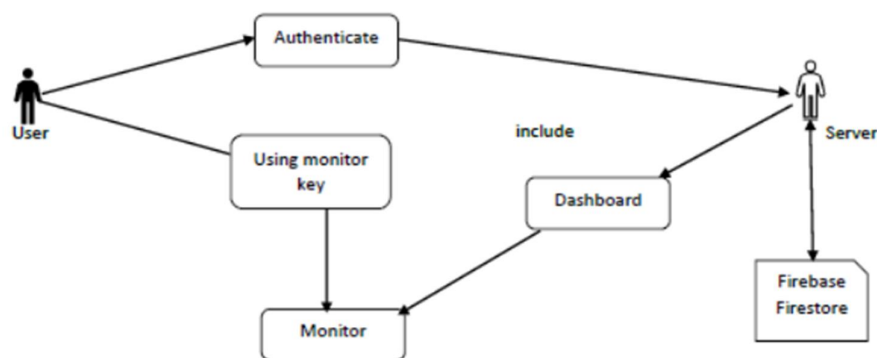 Authenticate
User
include
Server
Using monitor
key
Dashboard
Firebase
Firestore
Monitor